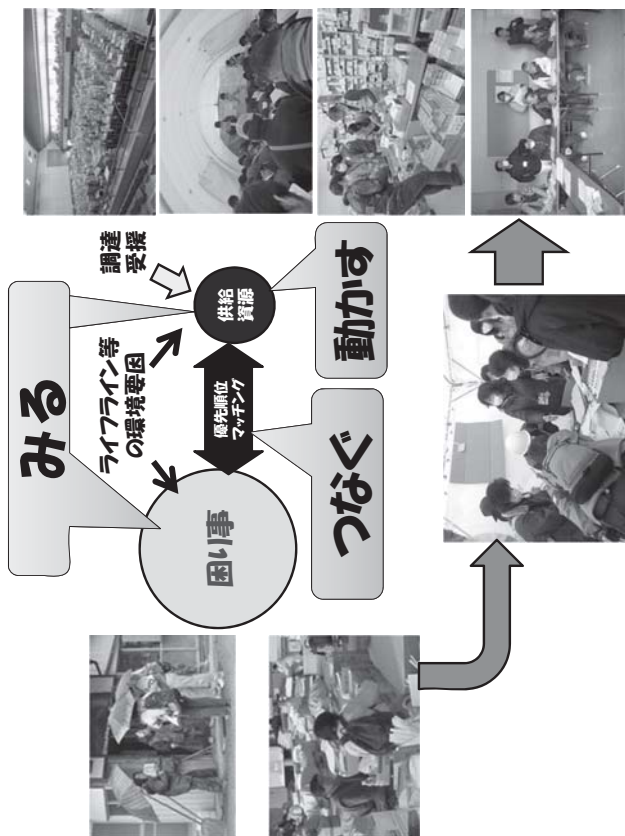 みる
ライフライン等
の環境要因
調達
受援
困り事
優先順位
マッチング
供給
資源
つなぐ
動かす